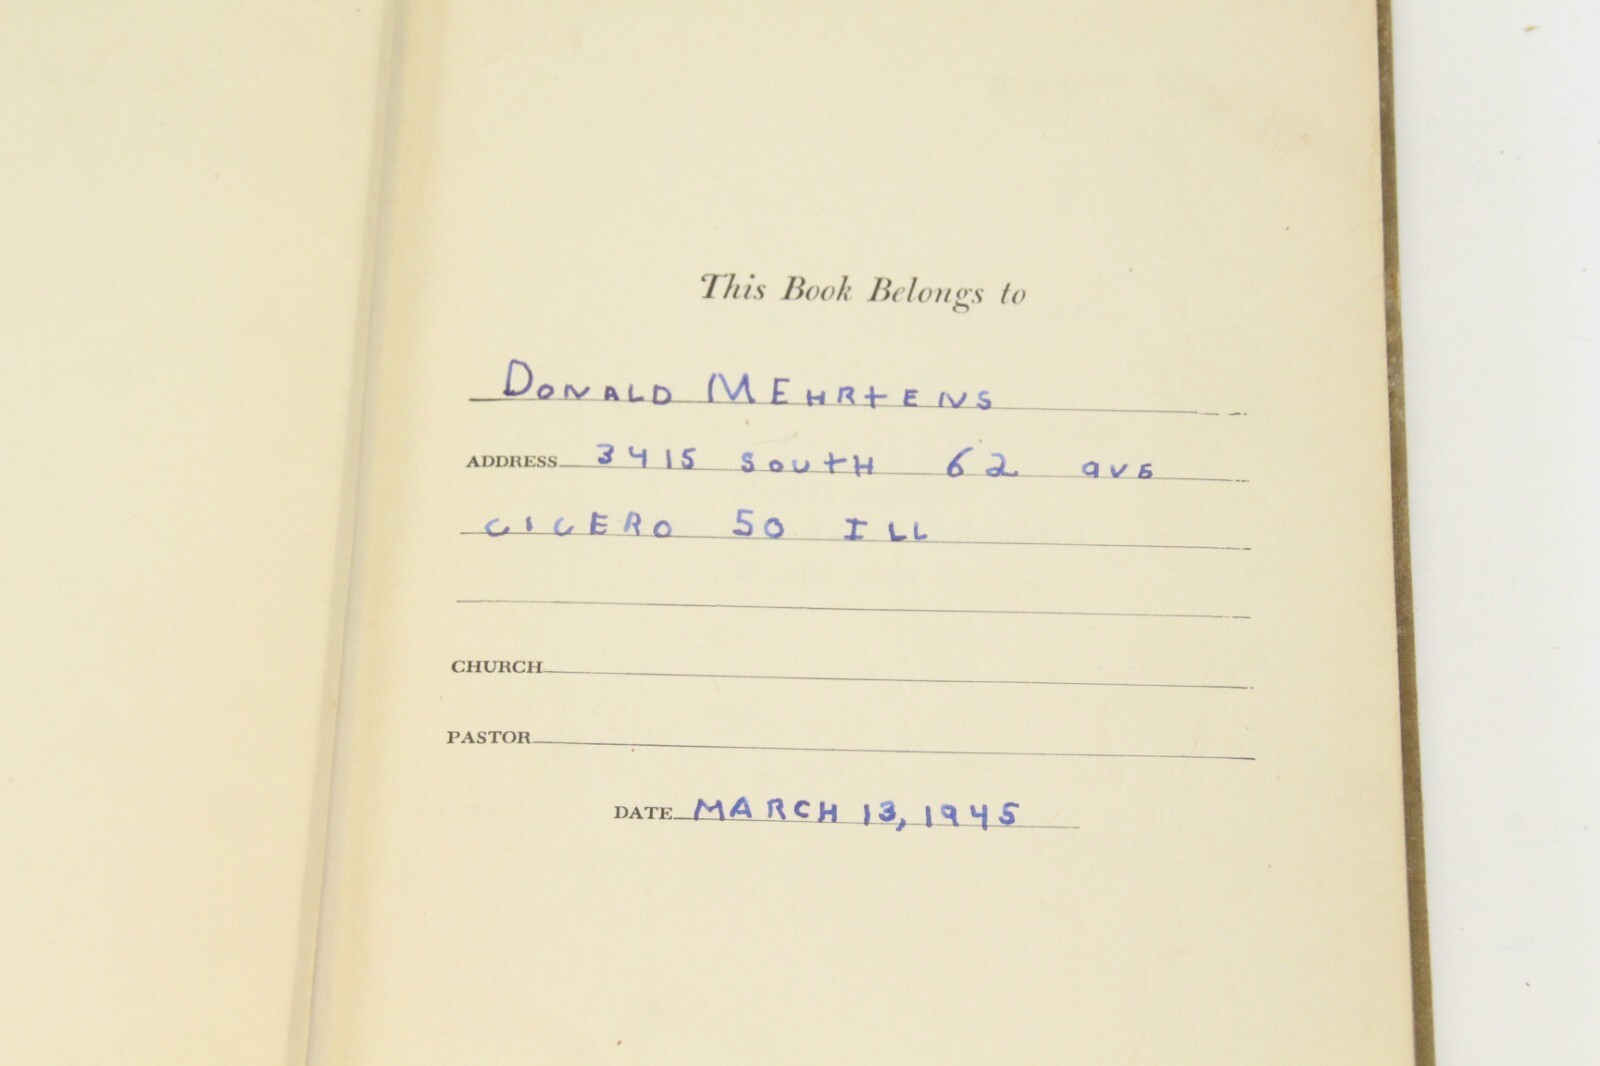 This Book Belongs to
DONALD MEHRTENS
ADDRESS 3415 SOUTH 62 AVE
CICERO 50 ILL
CHURCH
PASTOR
DATE MARCH 13, 1945